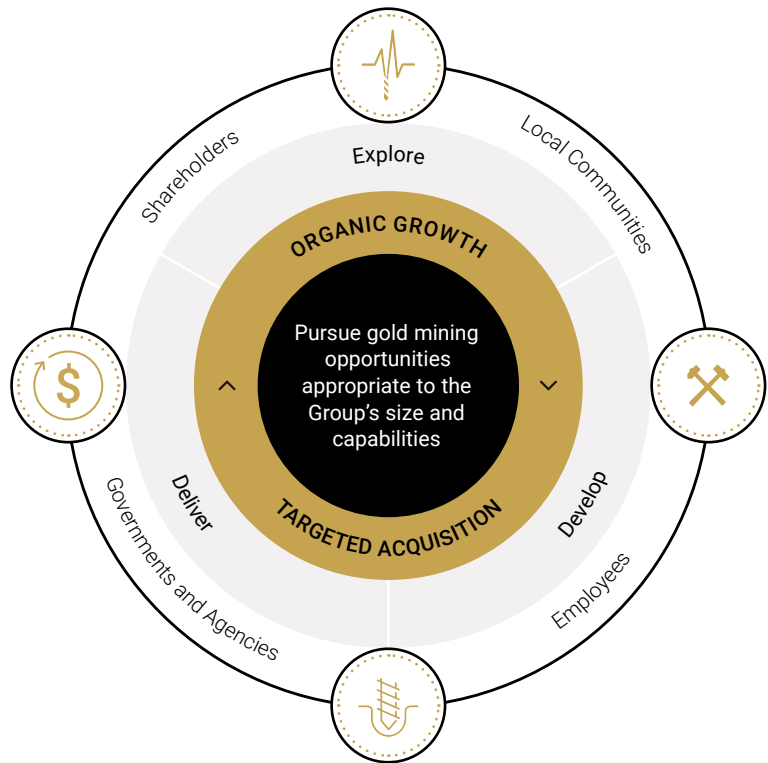 Explore
Shareholders
Local Communities
ORGANIC GROWTH
Pursue gold mining
opportunities
appropriate to the
Group’s size and
capabilities
$
TARGETED ACQUISITION
Deliver
Develop
Governments and Agencies
Employees